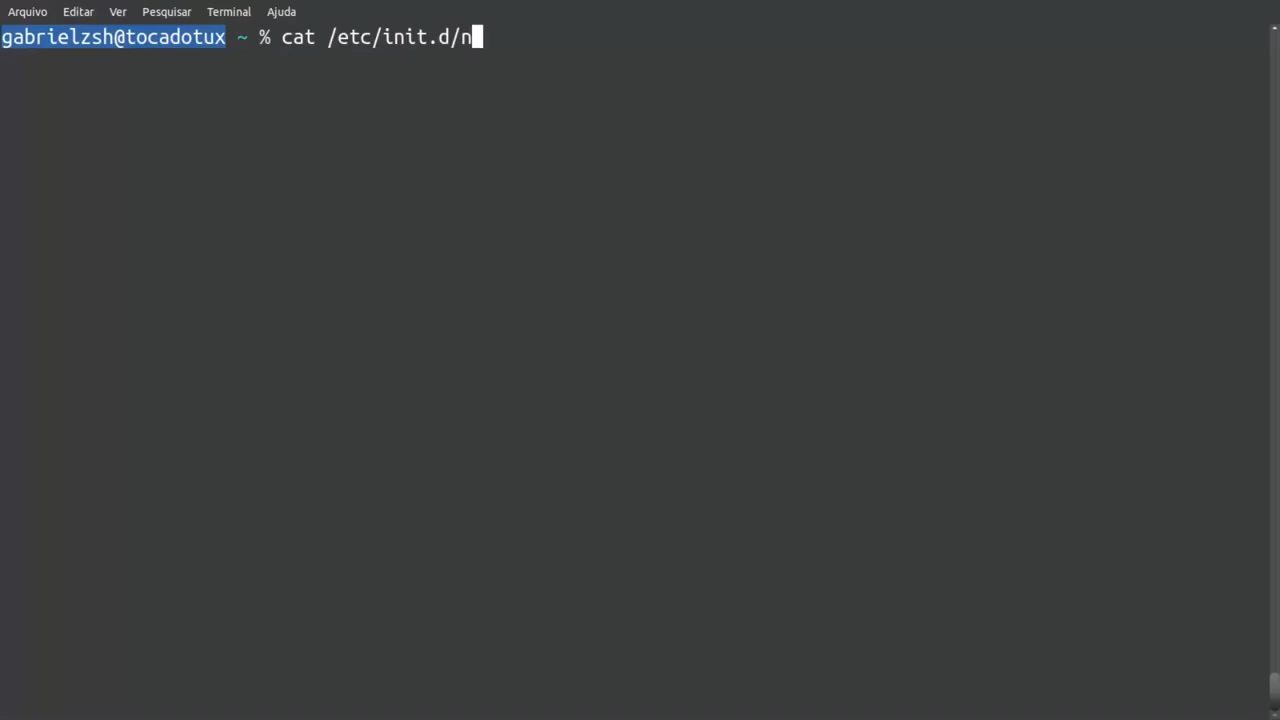 Arquivo Editar Ver Pesquisar Terminal Ajuda
gabrielzsh@tocadotux ~ % cat /etc/init.d/n